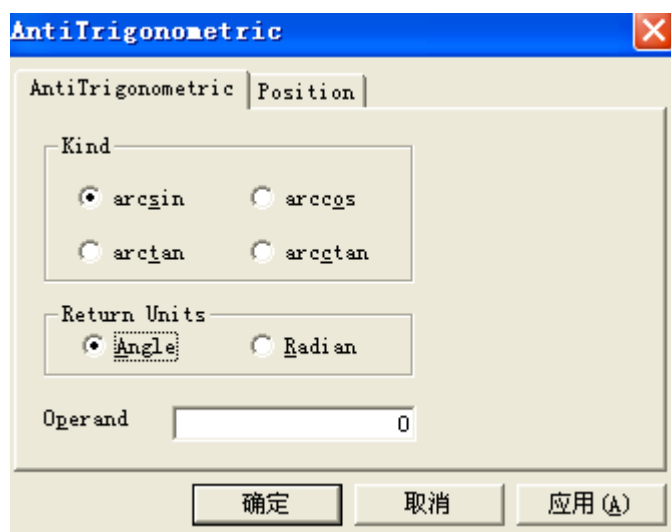 AntiTrigonometric
AntiTrigonometric Position
Kind
arcsin arccos
arctan arcctan
Return Units
Angle Radian
Operand 0
确定 取消 应用(A)